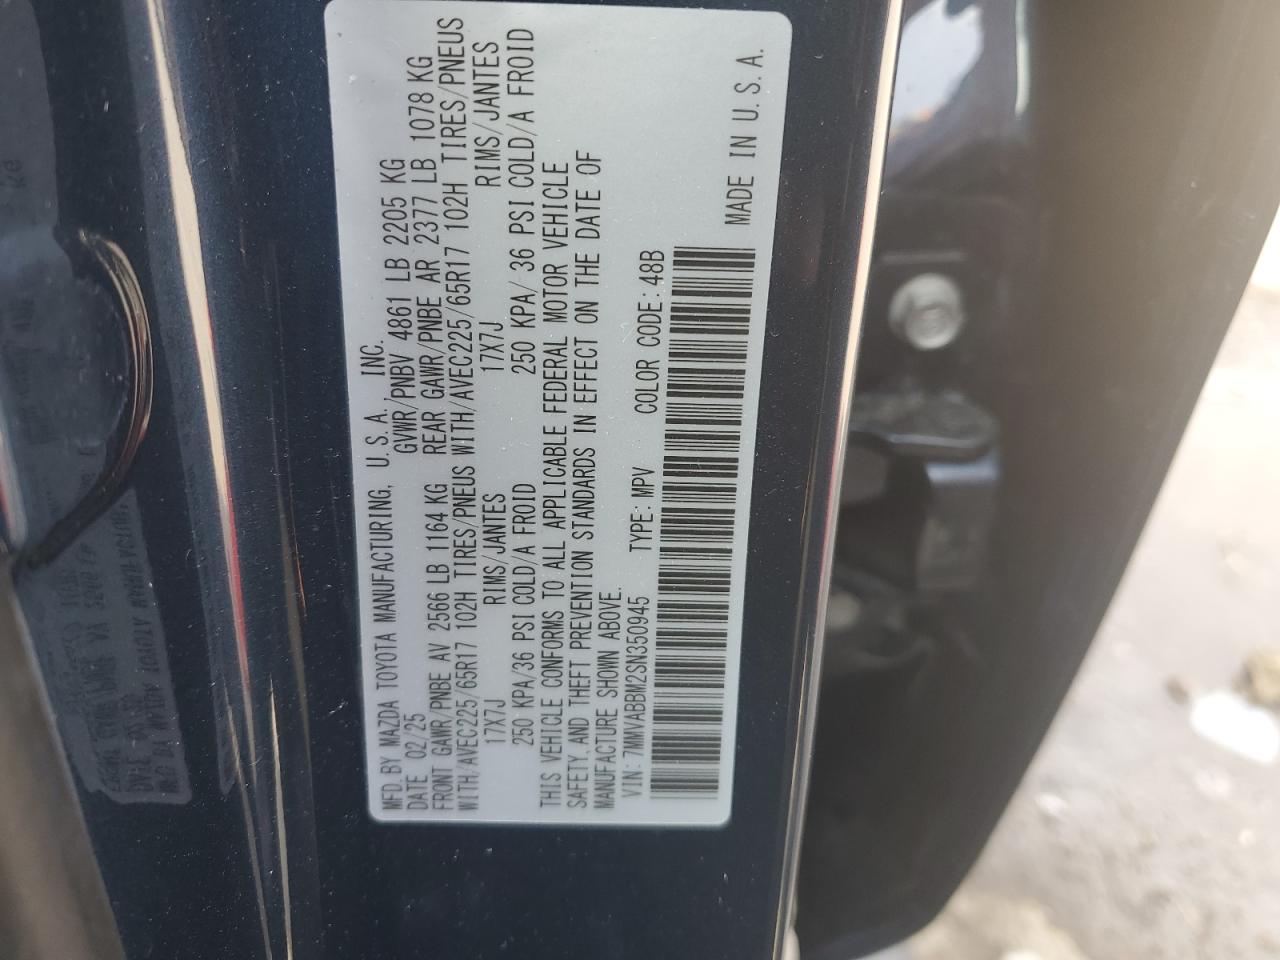 MFD. BY MAZDA TOYOTA MANUFACTURING, U. S. A. INC.
DATE 02/25 GVWR/PNBV 4861 LB 2205 KG
FRONT GAWR/PNBE AV 2566 LB 1164 KG REAR GAWR/PNBE AR 2377 LB 1078 KG
WITH/AVEC225/65R17 102H TIRES/PNEUS WITH/AVEC225/65R17 102H TIRES/PNEUS
17X7J RIMS/JANTES 17X7J RIMS/JANTES
250 KPA/36 PSI COLD/A FROID 250 KPA/ 36 PSI COLD/A FROID
THIS VEHICLE CONFORMS TO ALL APPLICABLE FEDERAL MOTOR VEHICLE
SAFETY AND THEFT PREVENTION STANDARDS IN EFFECT ON THE DATE OF
MANUFACTURE SHOWN ABOVE.
VIN: 7MMVABBM2SN350945 TYPE: MPV COLOR CODE: 48B
MADE IN U. S. A.